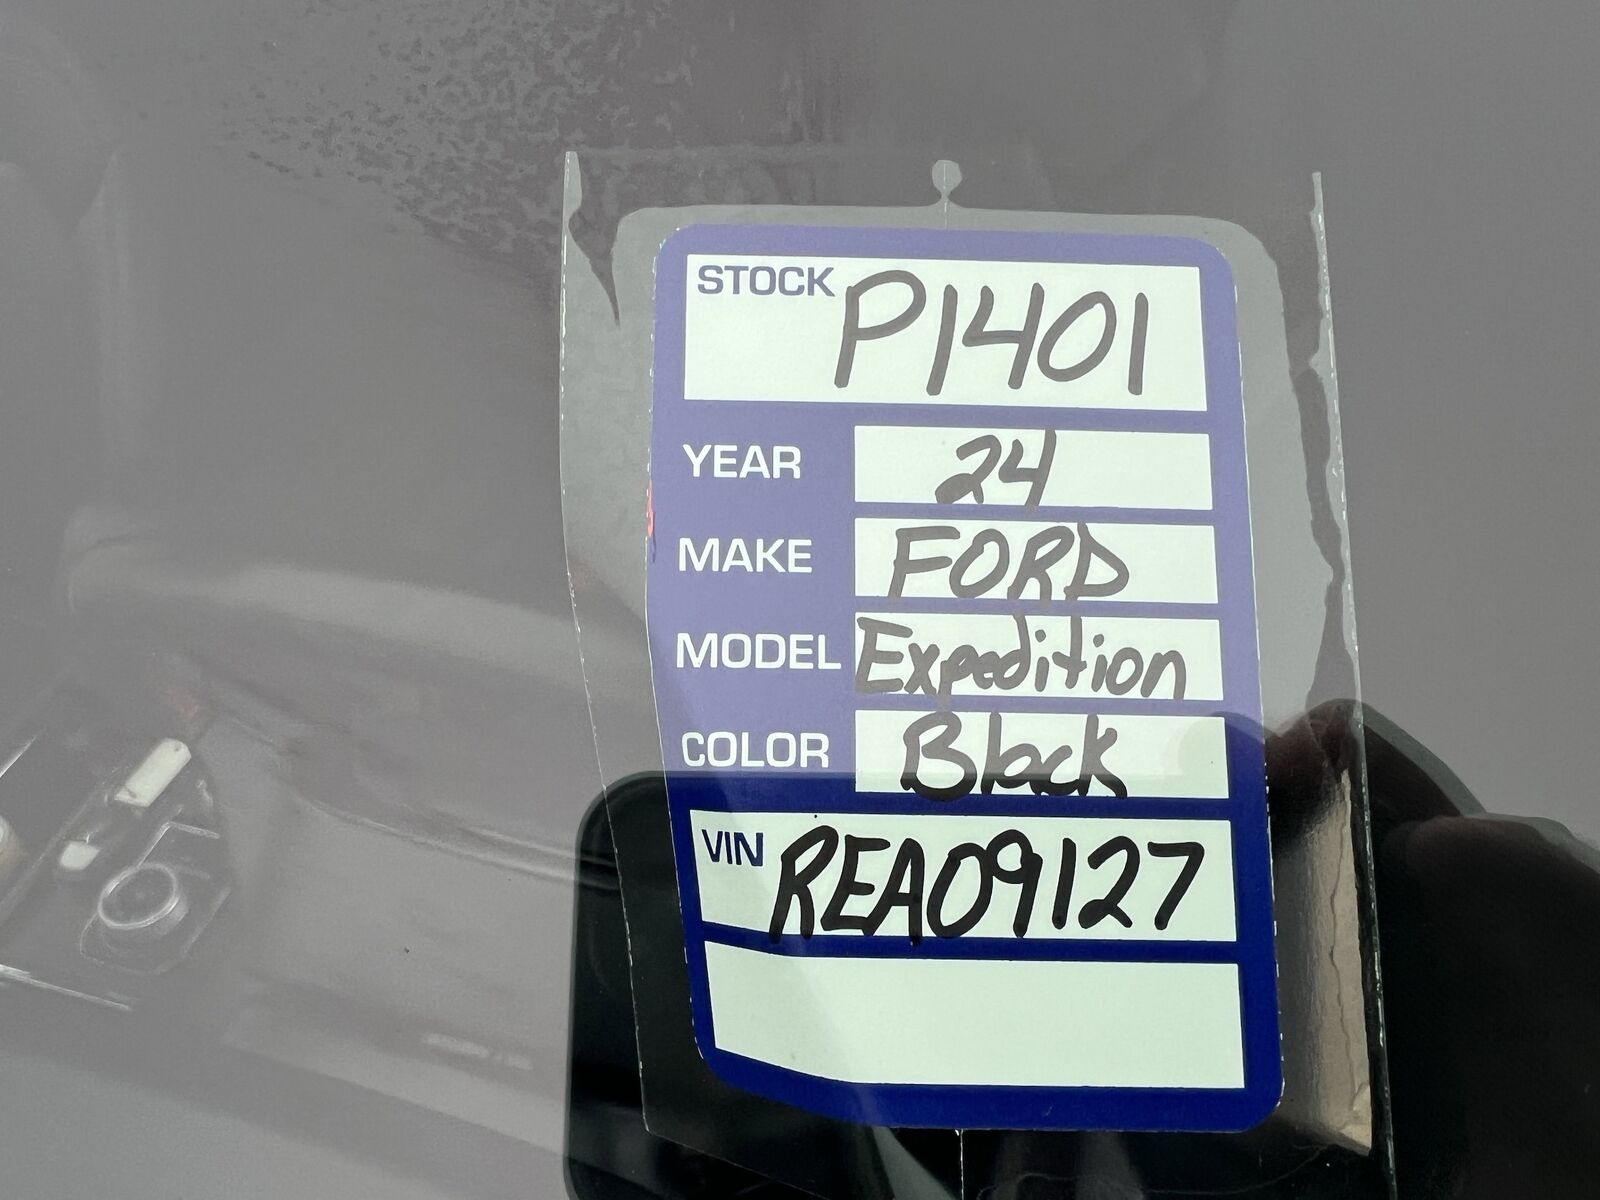 STOCK P1401
YEAR 24
MAKE FORD
MODEL Expedition
COLOR Black
VIN REA09127